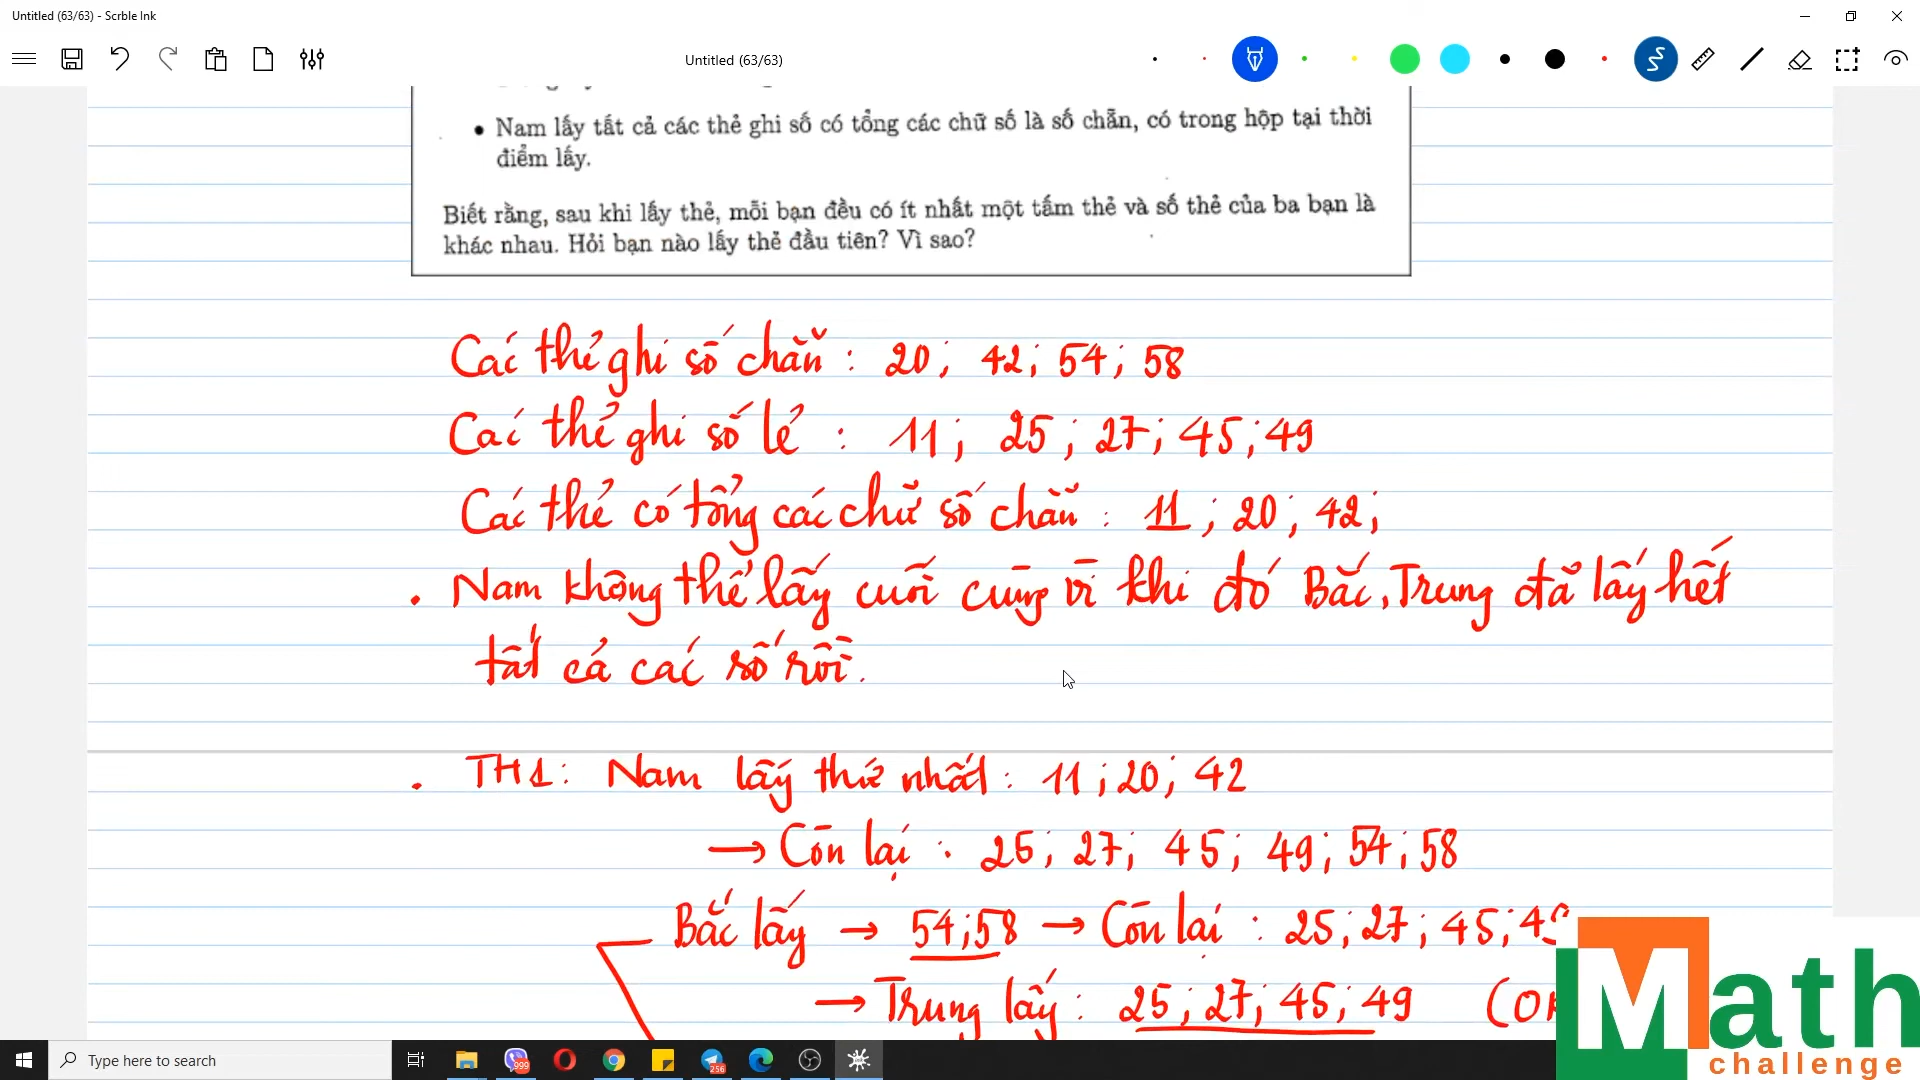 Untitled (63/63) - Scrble Ink
Untitled (63/63)
• Nam lấy tất cả các thẻ ghi số có tổng các chữ số là số chẵn, có trong hộp tại thời
điểm lấy.
Biết rằng, sau khi lấy thẻ, mỗi bạn đều có ít nhất một tấm thẻ và số thẻ của ba bạn là
khác nhau. Hỏi bạn nào lấy thẻ đầu tiên? Vì sao?
Các thẻ ghi số chẵn : 20; 42; 54; 58
Các thẻ ghi số lẻ : 11; 25; 27; 45; 49
Các thẻ có tổng các chữ số chẵn : 11; 20; 42;
. Nam không thể lấy cuối cùng vì khi đó Bắc, Trung đã lấy hết
tất cả các số rồi.
. TH1: Nam lấy thứ nhất : 11; 20; 42
→ Còn lại : 25; 27; 45; 49; 54; 58
Bắc lấy → 54; 58 → Còn lại : 25; 27; 45; 49
→ Trung lấy : 25; 27; 45; 49
Math
challenge
Type here to search
999
256